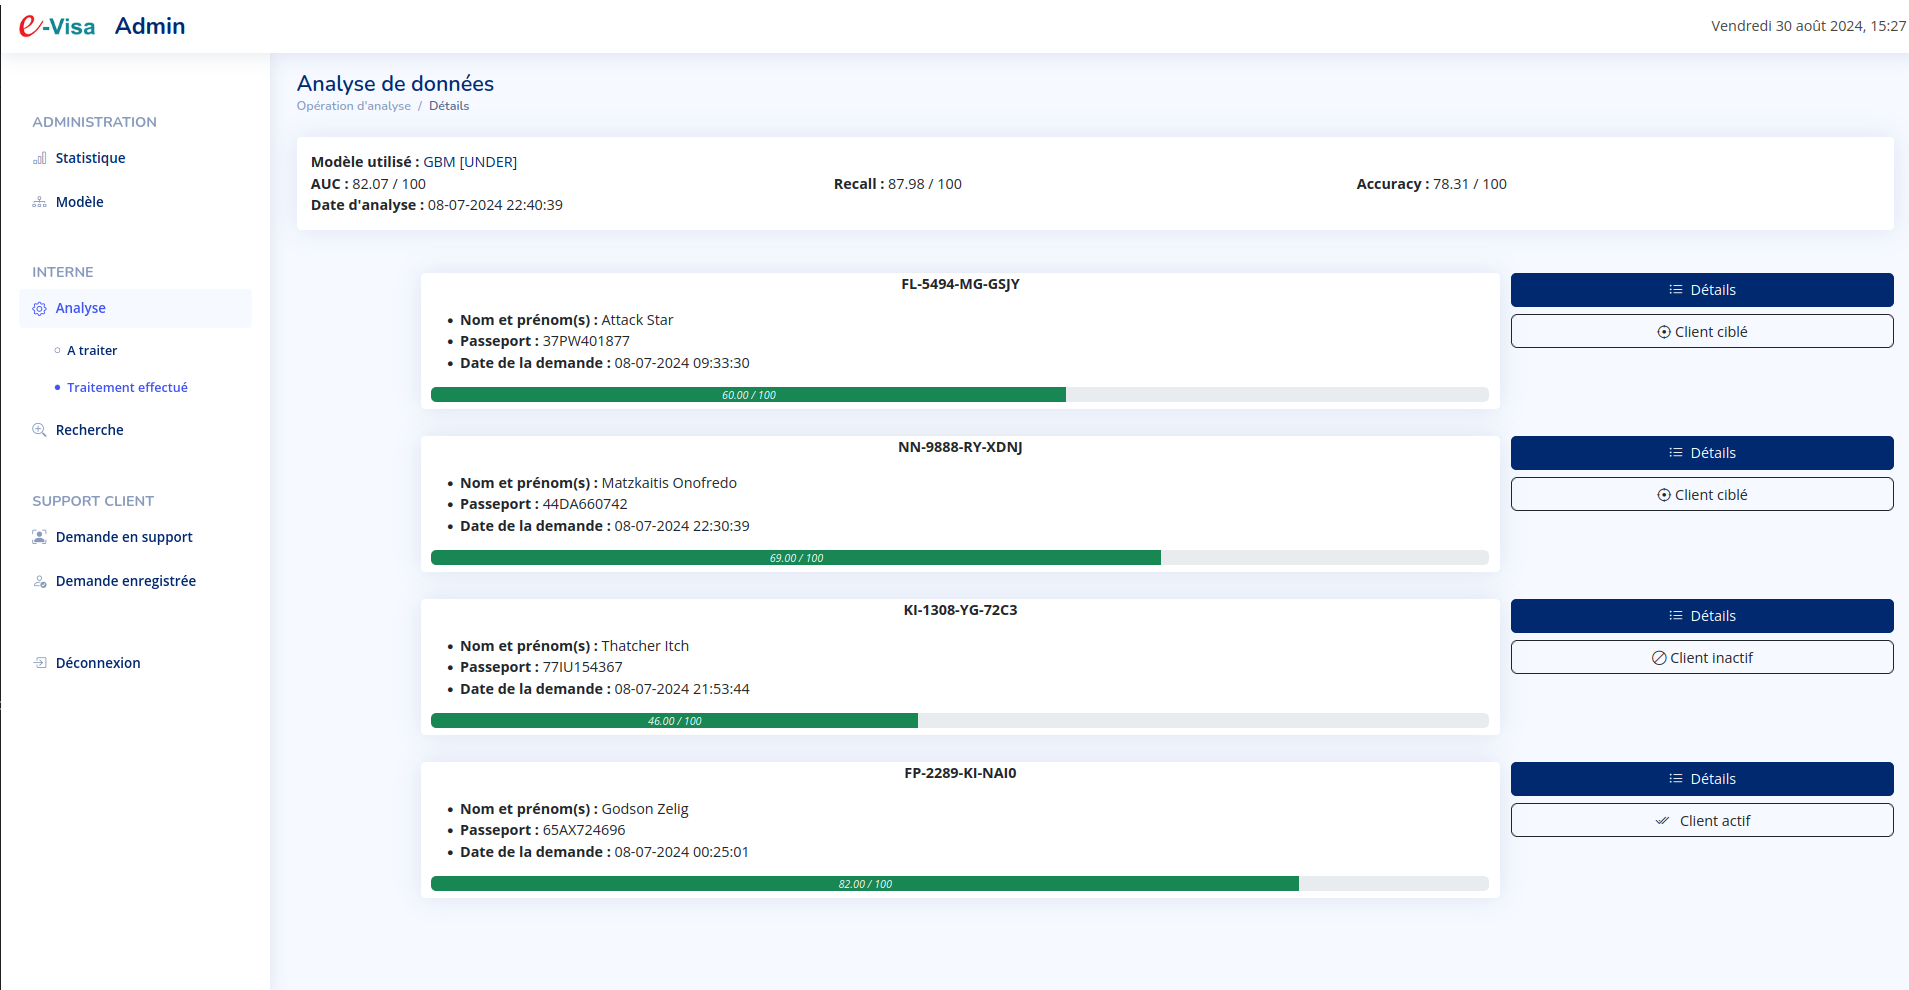 e-Visa Admin
Vendredi 30 août 2024, 15:27
ADMINISTRATION
Statistique
Modèle
INTERNE
Analyse
A traiter
Traitement effectué
Recherche
SUPPORT CLIENT
Demande en support
Demande enregistrée
Déconnexion
Analyse de données
Opération d'analyse / Détails
Modèle utilisé : GBM [UNDER]
AUC : 82.07 / 100
Recall : 87.98 / 100
Accuracy : 78.31 / 100
Date d'analyse : 08-07-2024 22:40:39
FL-5494-MG-GSJY
Nom et prénom(s) : Attack Star
Passeport : 37PW401877
Date de la demande : 08-07-2024 09:33:30
60.00 / 100
Détails
Client ciblé
NN-9888-RY-XDNJ
Nom et prénom(s) : Matzkaitis Onofredo
Passeport : 44DA660742
Date de la demande : 08-07-2024 22:30:39
69.00 / 100
Détails
Client ciblé
KI-1308-YG-72C3
Nom et prénom(s) : Thatcher Itch
Passeport : 77IU154367
Date de la demande : 08-07-2024 21:53:44
46.00 / 100
Détails
Client inactif
FP-2289-KI-NAI0
Nom et prénom(s) : Godson Zelig
Passeport : 65AX724696
Date de la demande : 08-07-2024 00:25:01
82.00 / 100
Détails
Client actif